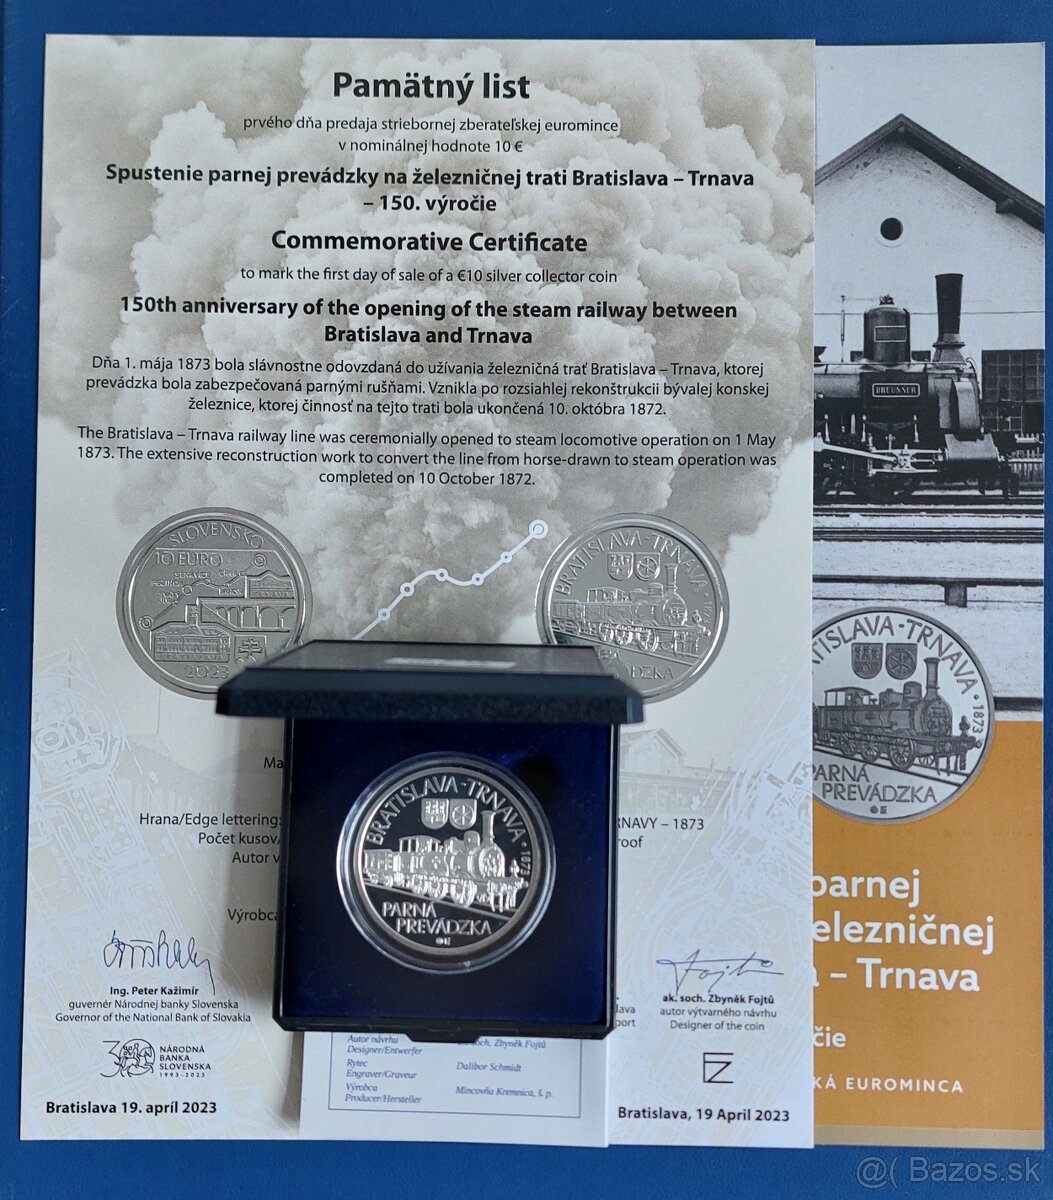 Pamätný list
prvého dňa predaja striebornej zberateľskej euromince
v nominálnej hodnote 10 €
Spustenie parnej prevádzky na železničnej trati Bratislava – Trnava
– 150. výročie
Commemorative Certificate
to mark the first day of sale of a €10 silver collector coin
150th anniversary of the opening of the steam railway between
Bratislava and Trnava
Dňa 1. mája 1873 bola slávnostne odovzdaná do užívania železničná trať Bratislava – Trnava, ktorej
prevádzka bola zabezpečovaná parnými rušňami. Vznikla po rozsiahlej rekonštrukcii bývalej konskej
železnice, ktorej činnosť na tejto trati bola ukončená 10. októbra 1872.
The Bratislava – Trnava railway line was ceremonially opened to steam locomotive operation on 1 May
1873. The extensive reconstruction work to convert the line from horse-drawn to steam operation was
completed on 10 October 1872.
SLOVENSKO
10 EURO
2023
BRATISLAVA-TRNAVA
Ma
Hrana/Edge lettering:
RNAVY – 1873
Počet kusov/
roof
Autor v
Výrobca
BRATISLAVA-TRNAVA · 1873
PARNÁ
PREVÁDZKA
Ing. Peter Kažimír
guvernér Národnej banky Slovenska
Governor of the National Bank of Slovakia
NÁRODNÁ
BANKA
SLOVENSKA
1993-2023
Bratislava 19. apríl 2023
Autor návrhu
Designer/Entwerfer
soch. Zbyněk Fojtů
Rytec
Engraver/Graveur
Dalibor Schmidt
Výrobca
Producer/Hersteller
Mincovňa Kremnica, š. p.
lava
port
ak. soch. Zbyněk Fojtů
autor výtvarného návrhu
Designer of the coin
Bratislava, 19 April 2023
BREUNNER
TISLAVA-TRNAVA · 1873
PARNÁ
PREVÁDZKA
parnej
elezničnej
– Trnava
čie
KÁ EUROMINCA
@( Bazos.sk